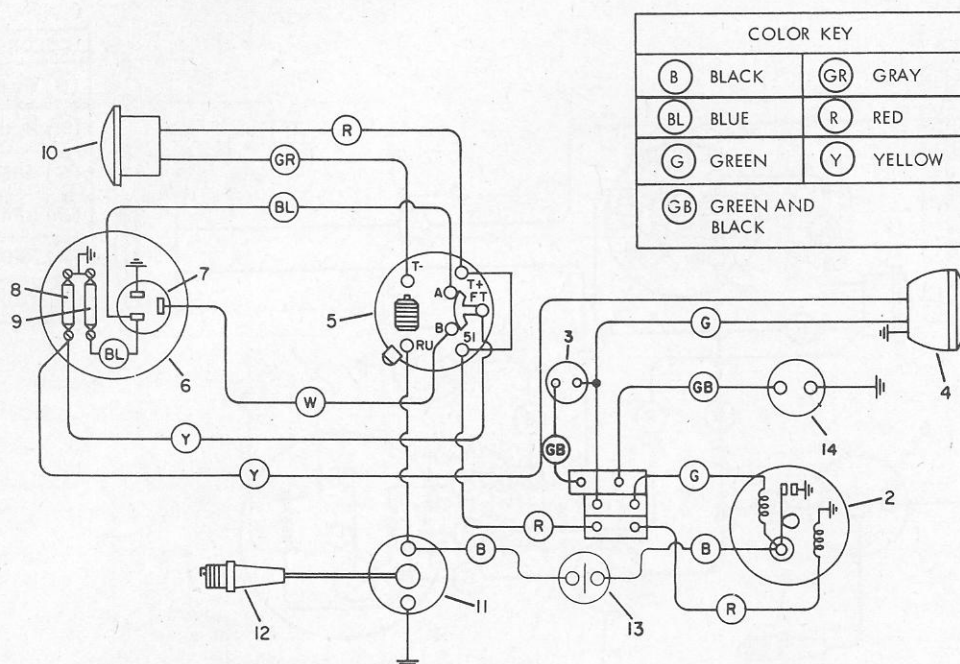 COLOR KEY
B BLACK
GR GRAY
BL BLUE
R RED
G GREEN
Y YELLOW
GB GREEN AND
BLACK
10
R
GR
BL
8
9
7
6
BL
5
T-
A
T+
FT
B
51
RU
W
Y
Y
3
G
4
GB
14
GB
G
2
R
B
B
R
12
11
13